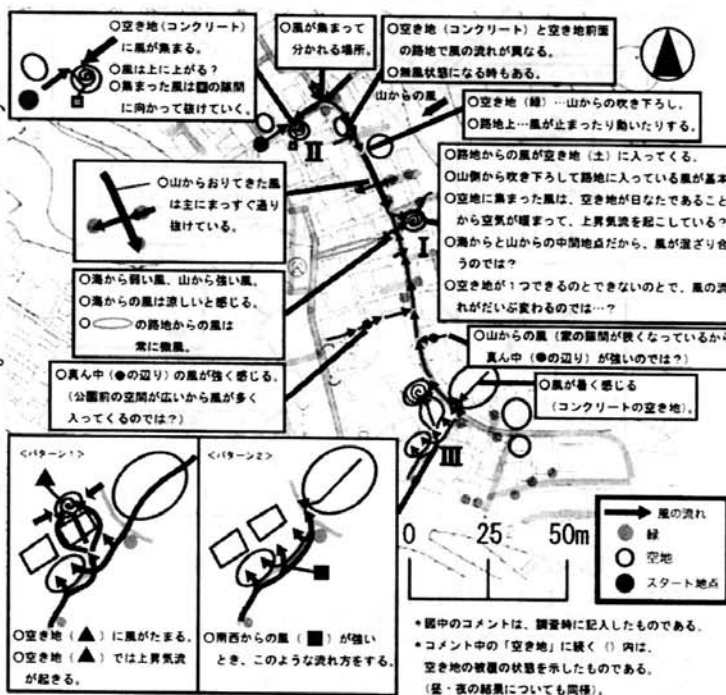 ○空き地(コンクリート)
に風が集まる。
○風は上に上がる?
○集まった風は■の隙間
に向かって抜けていく。
○風が集まって
分かれる場所。
○空き地(コンクリート)と空き地前面
の路地で風の流れが異なる。
○無風状態になる時もある。
山からの風
○空き地(緑)…山からの吹き下ろし。
○路地上…風が止まったり動いたりする。
II
○山からおりてきた風
は主にまっすぐ通り
抜けている。
○路地からの風が空き地(土)に入ってくる。
○山側から吹き下ろして路地に入っている風が基本
○空き地に集まった風は、空き地が日なたであること
から空気が暖まって、上昇気流を起こしている?
○海からと山からの中間地点だから、風が混ざり合
うのでは?
○空き地が1つできるのとできないのとで、風の流
れがだいぶ変わるのでは…?
I
○海から弱い風、山から強い風。
○海からの風は涼しいと感じる。
○の路地からの風は
常に微風。
○山からの風(家の隙間が狭くなっているから
真ん中(●の辺り)が強いのでは?)
○真ん中(●の辺り)の風が強く感じる。
(公園前の空間が広いから風が多く
入ってくるのでは?)
○風が暑く感じる
(コンクリートの空き地)。
III
<パターン1>
○空き地(▲)に風がたまる。
○空き地(▲)では上昇気流
が起きる。
<パターン2>
○南西からの風(■)が強い
とき、このような流れ方をする。
0 25 50m
風の流れ
緑
空地
スタート地点
*図中のコメントは、調査時に記入したものである。
*コメント中の「空き地」に続く()内は、
空き地の被覆の状態を示したものである。
(昼・夜の結果についても同様)。